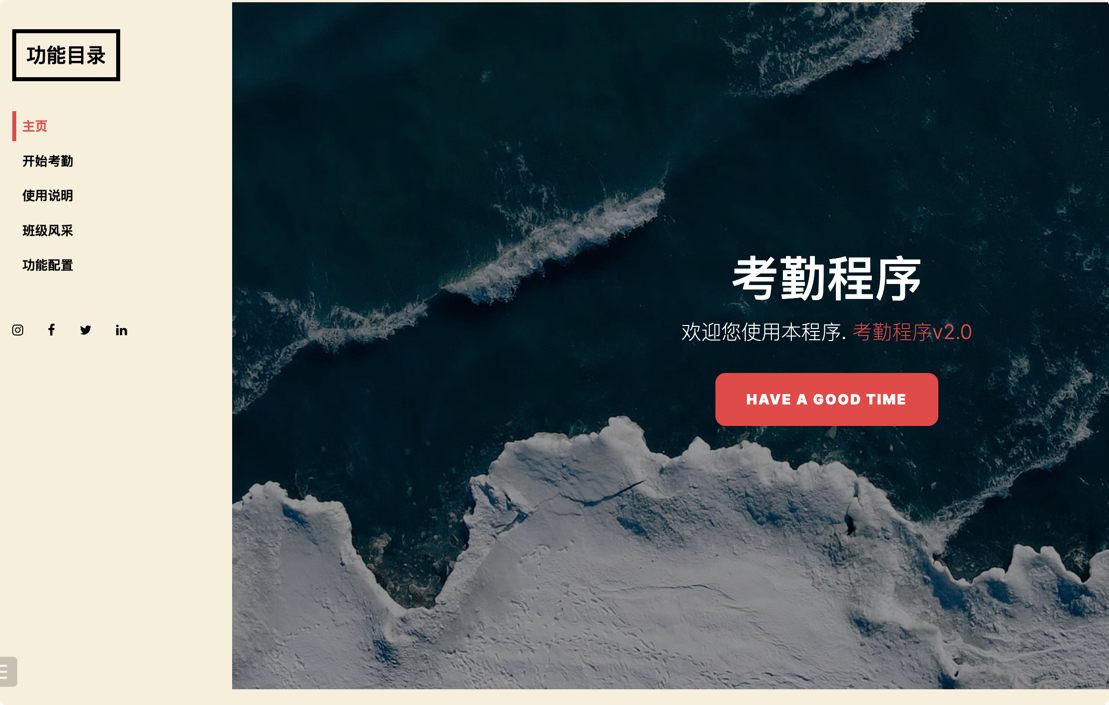 功能目录
主页
开始考勤
使用说明
班级风采
功能配置
考勤程序
欢迎您使用本程序. 考勤程序v2.0
HAVE A GOOD TIME